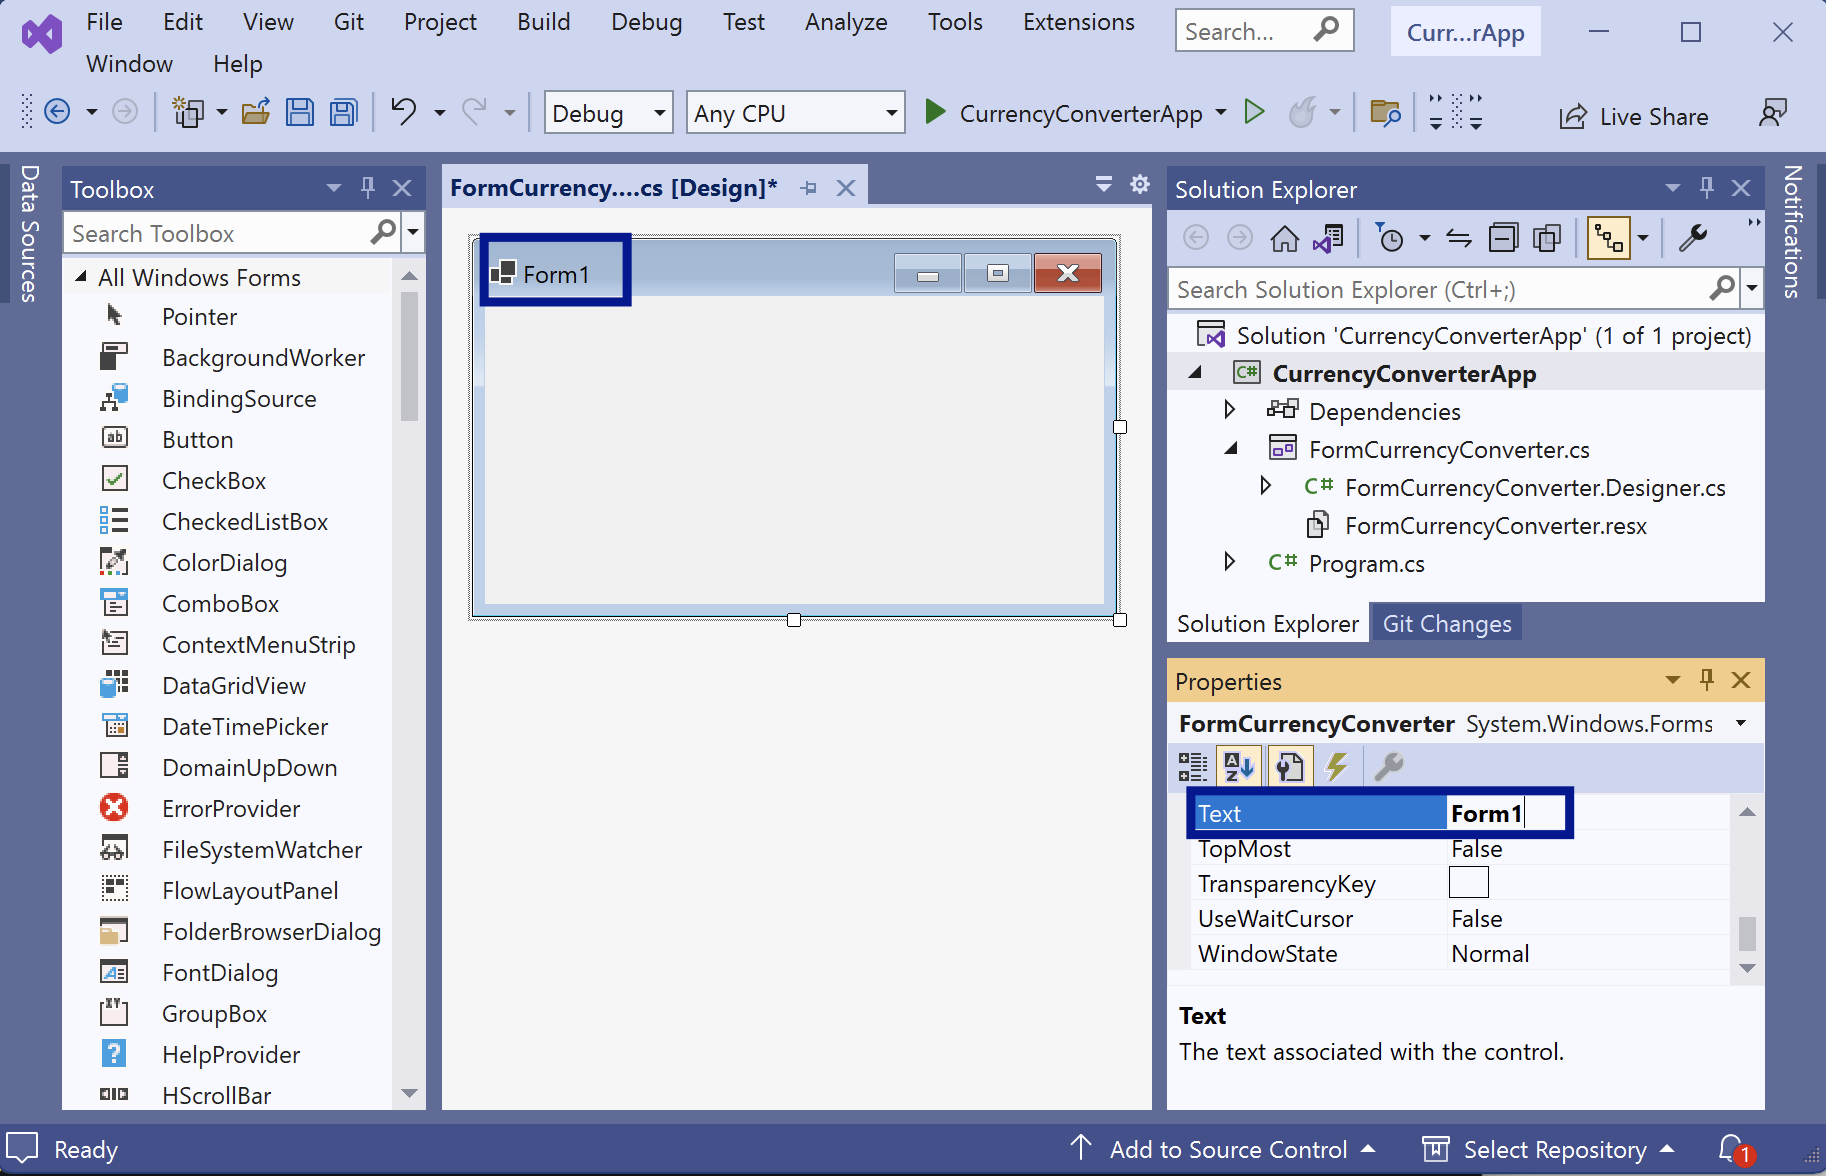 File Edit View Git Project Build Debug Test Analyze Tools Extensions
Window Help
Search...
Curr...rApp
Debug Any CPU CurrencyConverterApp Live Share
Data Sources
Toolbox
Search Toolbox
All Windows Forms
Pointer
BackgroundWorker
BindingSource
Button
CheckBox
CheckedListBox
ColorDialog
ComboBox
ContextMenuStrip
DataGridView
DateTimePicker
DomainUpDown
ErrorProvider
FileSystemWatcher
FlowLayoutPanel
FolderBrowserDialog
FontDialog
GroupBox
HelpProvider
HScrollBar
FormCurrency....cs [Design]*
Form1
Solution Explorer
Search Solution Explorer (Ctrl+;)
Solution 'CurrencyConverterApp' (1 of 1 project)
C# CurrencyConverterApp
Dependencies
FormCurrencyConverter.cs
C# FormCurrencyConverter.Designer.cs
FormCurrencyConverter.resx
C# Program.cs
Solution Explorer Git Changes
Properties
FormCurrencyConverter System.Windows.Forms
Text Form1
TopMost False
TransparencyKey
UseWaitCursor False
WindowState Normal
Text
The text associated with the control.
Notifications
Ready Add to Source Control Select Repository 1